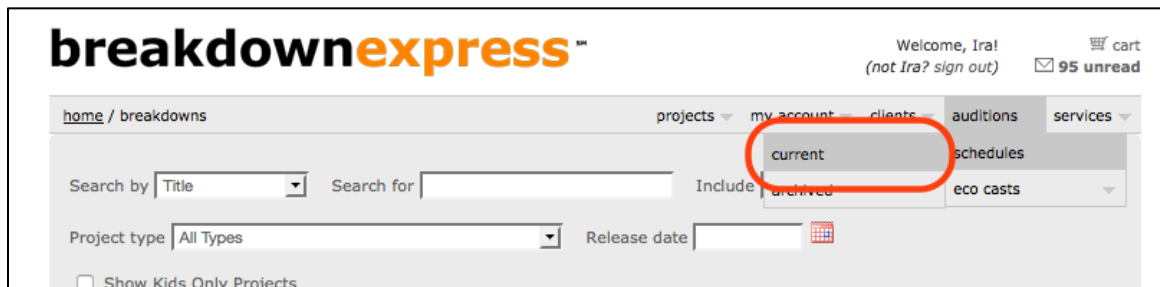 breakdownexpress℠
Welcome, Ira! cart
(not Ira? sign out) 95 unread
home / breakdowns projects my account clients auditions services
current schedules
Search by Title Search for Include archived eco casts
Project type All Types Release date
Show Kids Only Projects